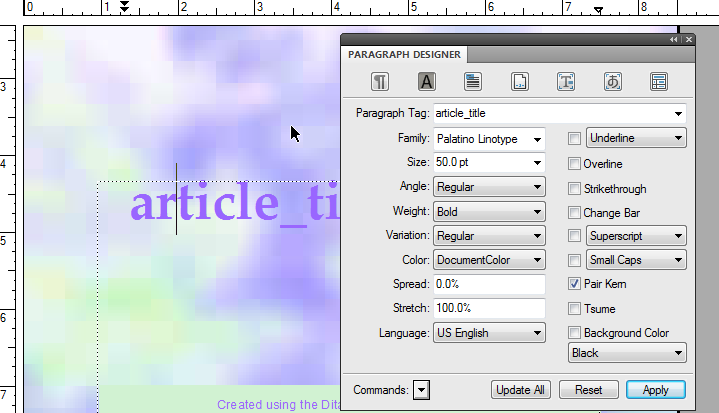 0 1 2 3 4 5 6 7 8
3
4
5
6
7
article_ti
Created using the Dita
PARAGRAPH DESIGNER
Paragraph Tag: article_title
Family: Palatino Linotype Underline
Size: 50.0 pt Overline
Angle: Regular Strikethrough
Weight: Bold Change Bar
Variation: Regular Superscript
Color: DocumentColor Small Caps
Spread: 0.0% Pair Kern
Stretch: 100.0% Tsume
Language: US English Background Color
Black
Commands: Update All Reset Apply